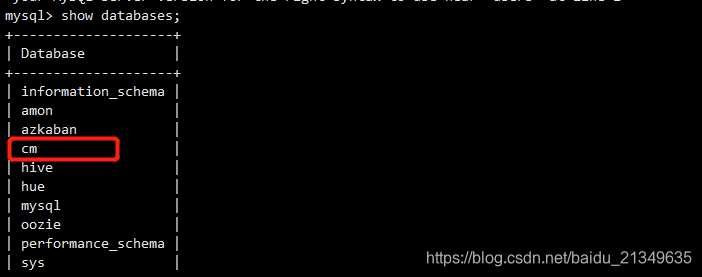 your MySQL server version for the right syntax to use near 'users' at line 1
mysql> show databases;
+--------------------+
| Database           |
+--------------------+
| information_schema |
| amon               |
| azkaban            |
| cm                 |
| hive               |
| hue                |
| mysql              |
| oozie              |
| performance_schema |
| sys                |
https://blog.csdn.net/baidu_21349635